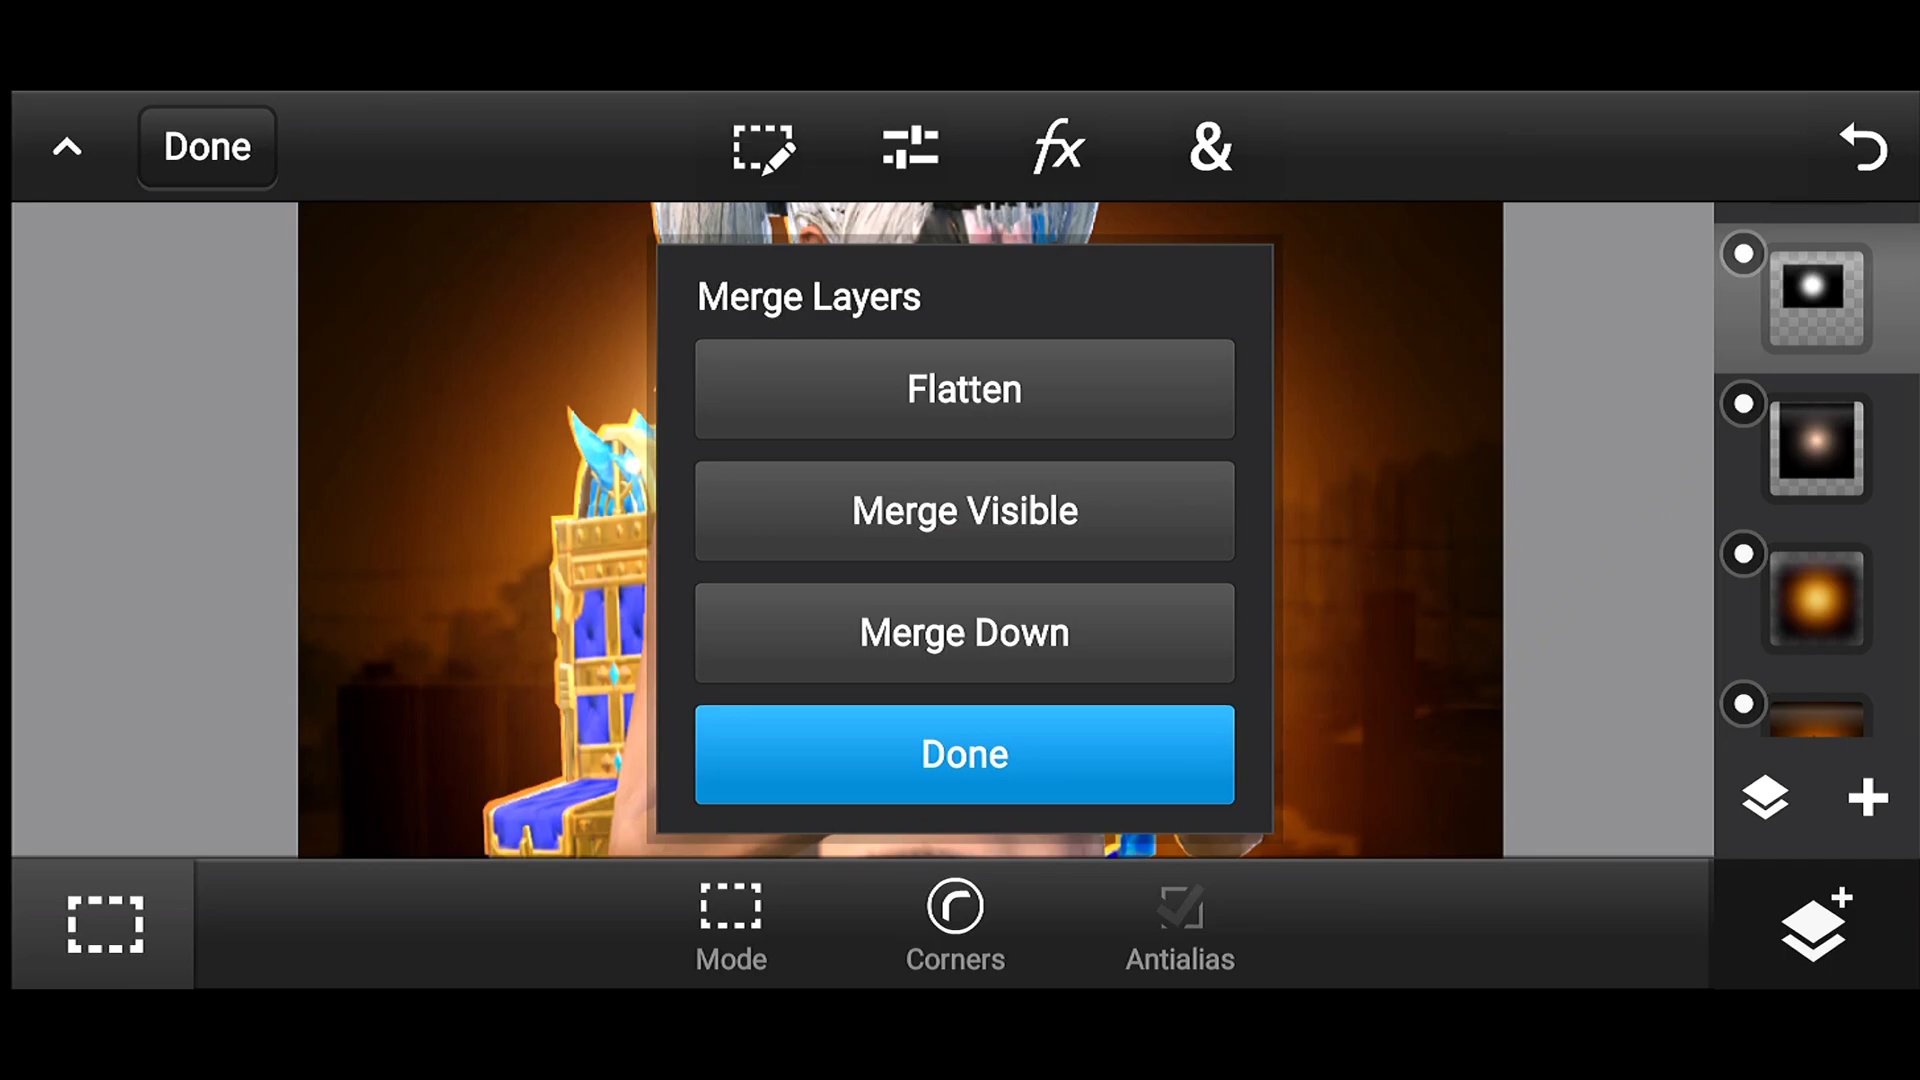 Done
fx
&
Merge Layers
Flatten
Merge Visible
Merge Down
Done
Mode
Corners
Antialias